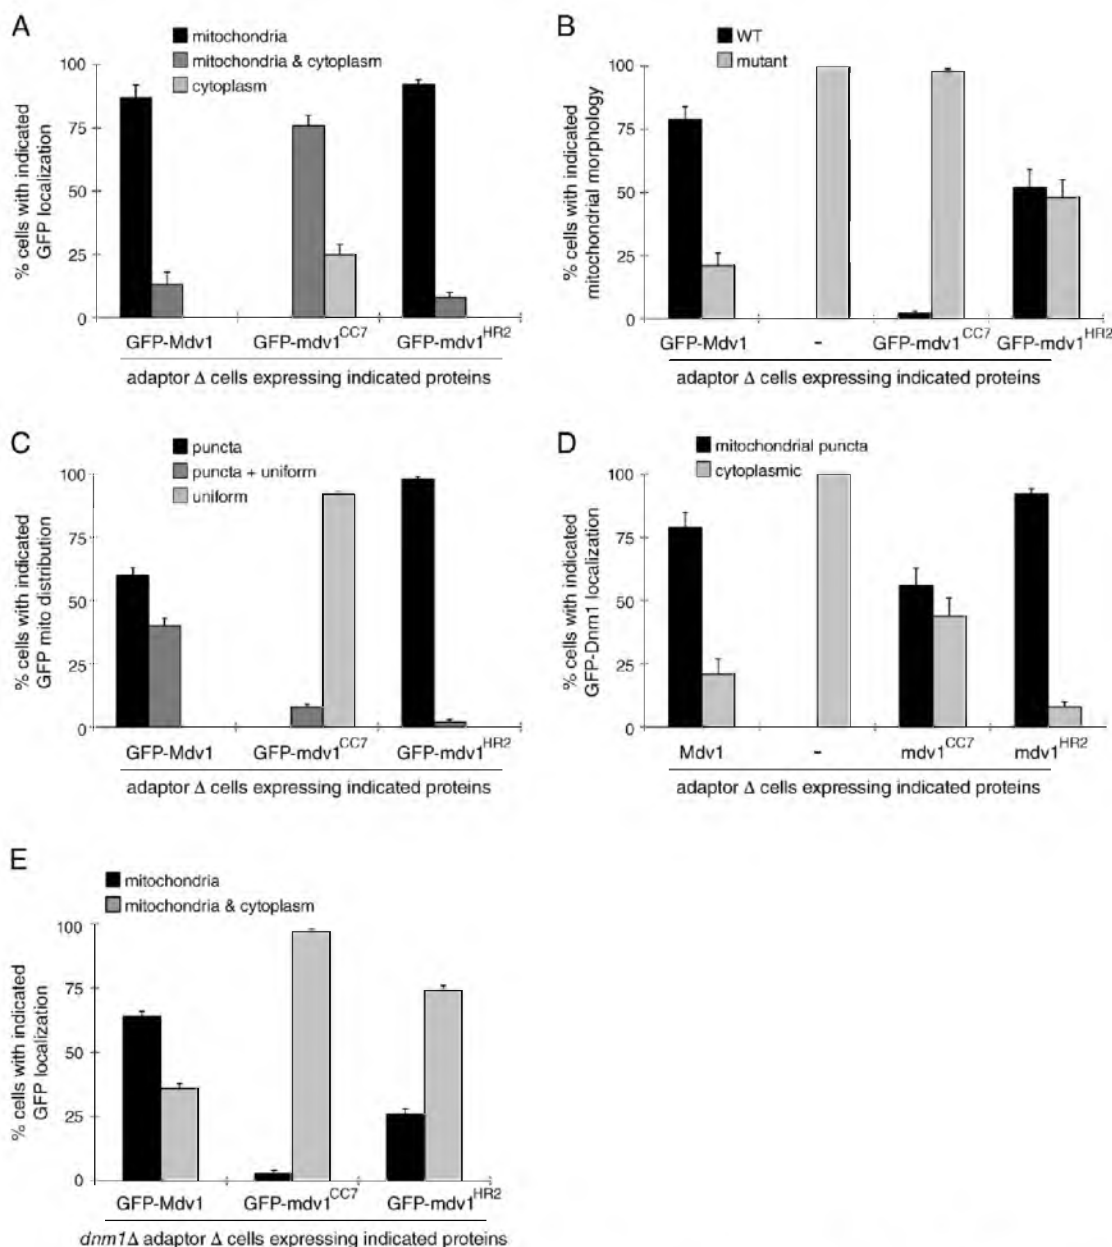 A
mitochondria
mitochondria & cytoplasm
cytoplasm
% cells with indicated
GFP localization
100
75
50
25
0
GFP-Mdv1
GFP-mdv1CC7
GFP-mdv1HR2
adaptor Δ cells expressing indicated proteins
B
WT
mutant
% cells with indicated
mitochondrial morphology
100
75
50
25
0
GFP-Mdv1
-
GFP-mdv1CC7
GFP-mdv1HR2
adaptor Δ cells expressing indicated proteins
C
puncta
puncta + uniform
uniform
% cells with indicated
GFP mito distribution
100
75
50
25
0
GFP-Mdv1
GFP-mdv1CC7
GFP-mdv1HR2
adaptor Δ cells expressing indicated proteins
D
mitochondrial puncta
cytoplasmic
% cells with indicated
GFP-Dnm1 localization
100
75
50
25
0
Mdv1
-
mdv1CC7
mdv1HR2
adaptor Δ cells expressing indicated proteins
E
mitochondria
mitochondria & cytoplasm
% cells with indicated
GFP localization
100
75
50
25
0
GFP-Mdv1
GFP-mdv1CC7
GFP-mdv1HR2
dnm1Δ adaptor Δ cells expressing indicated proteins